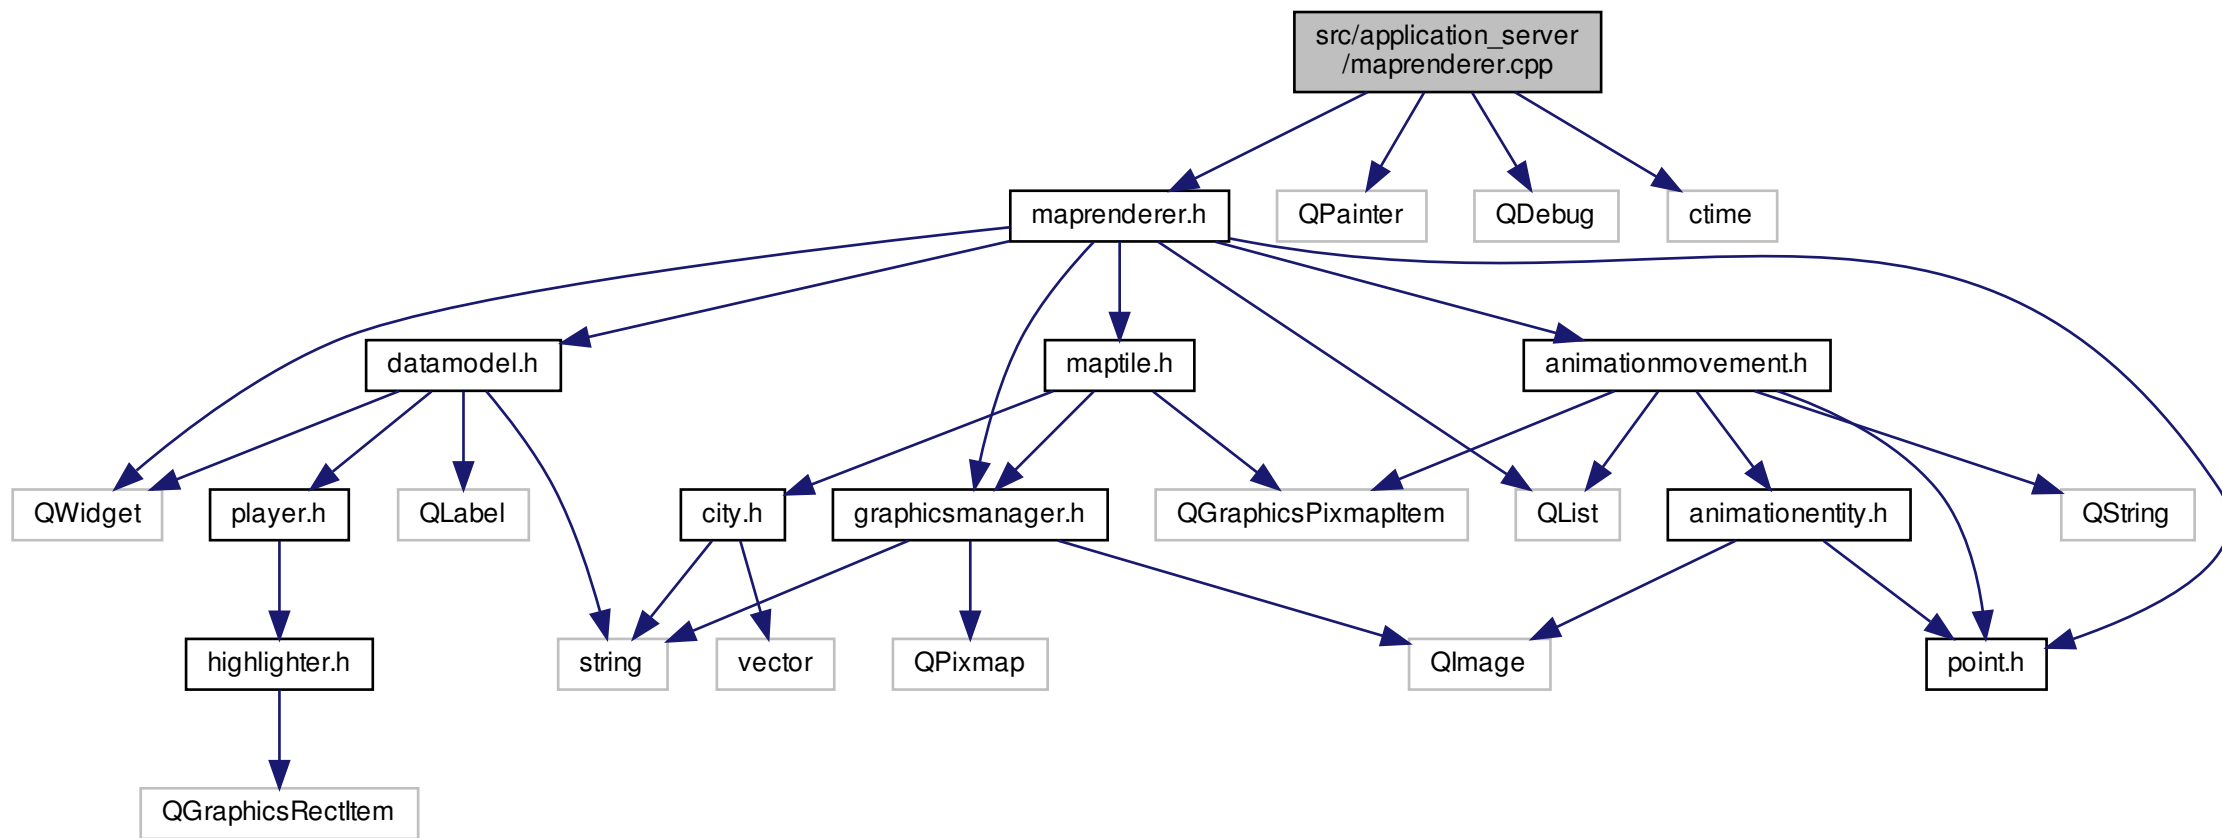 src/application_server
/maprenderer.cpp
maprenderer.h
QPainter
QDebug
ctime
datamodel.h
maptile.h
animationmovement.h
QWidget
player.h
QLabel
city.h
graphicsmanager.h
QGraphicsPixmapItem
QList
animationentity.h
QString
highlighter.h
string
vector
QPixmap
QImage
point.h
QGraphicsRectItem